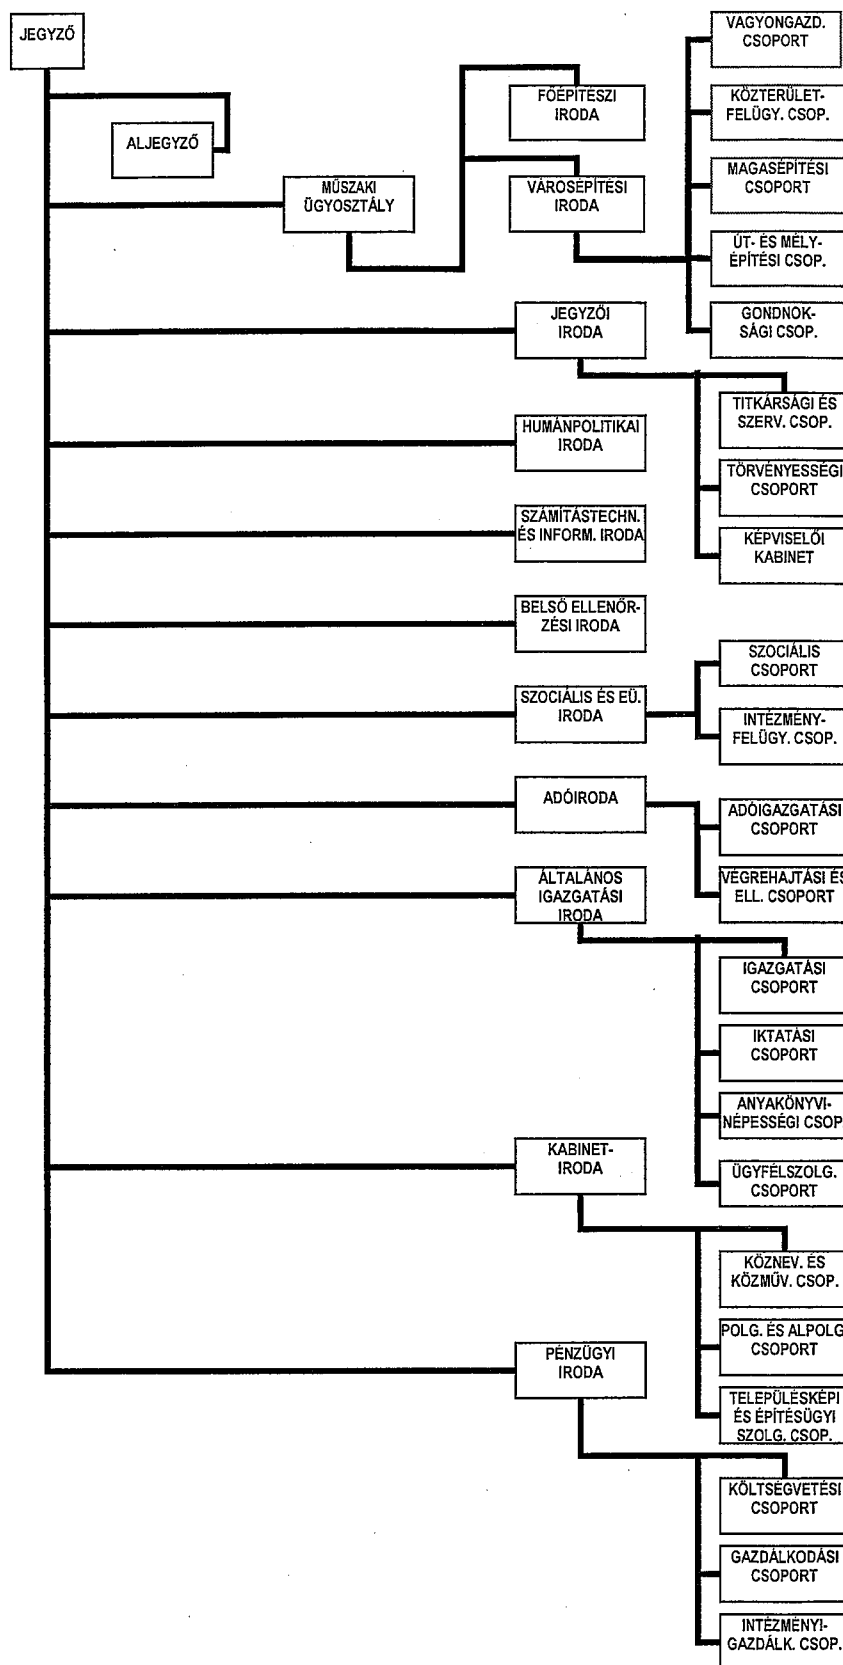 JEGYZŐ
ALJEGYZŐ
MŰSZAKI
ÜGYOSZTÁLY
FŐÉPÍTÉSZI
IRODA
VÁROSÉPÍTÉSI
IRODA
VAGYONGAZD.
CSOPORT
KÖZTERÜLET-
FELÜGY. CSOP.
MAGASÉPÍTÉSI
CSOPORT
ÚT- ÉS MÉLY-
ÉPÍTÉSI CSOP.
GONDNOK-
SÁGI CSOP.
JEGYZŐI
IRODA
TITKÁRSÁGI ÉS
SZERV. CSOP.
TÖRVÉNYESSÉGI
CSOPORT
KÉPVISELŐI
KABINET
HUMÁNPOLITIKAI
IRODA
SZÁMÍTÁSTECHN.
ÉS INFORM. IRODA
BELSŐ ELLENŐR-
ZÉSI IRODA
SZOCIÁLIS ÉS EÜ.
IRODA
SZOCIÁLIS
CSOPORT
INTÉZMÉNY-
FELÜGY. CSOP.
ADÓIRODA
ADÓIGAZGATÁSI
CSOPORT
VÉGREHAJTÁSI ÉS
ELL. CSOPORT
ÁLTALÁNOS
IGAZGATÁSI
IRODA
IGAZGATÁSI
CSOPORT
IKTATÁSI
CSOPORT
ANYAKÖNYVI-
NÉPESSÉGI CSOP.
ÜGYFÉLSZOLG.
CSOPORT
KABINET-
IRODA
KÖZNEV. ÉS
KÖZMŰV. CSOP.
POLG. ÉS ALPOLG.
CSOPORT
TELEPÜLÉSKÉPI
ÉS ÉPÍTÉSÜGYI
SZOLG. CSOP.
PÉNZÜGYI
IRODA
KÖLTSÉGVETÉSI
CSOPORT
GAZDÁLKODÁSI
CSOPORT
INTÉZMÉNYI-
GAZDÁLK. CSOP.